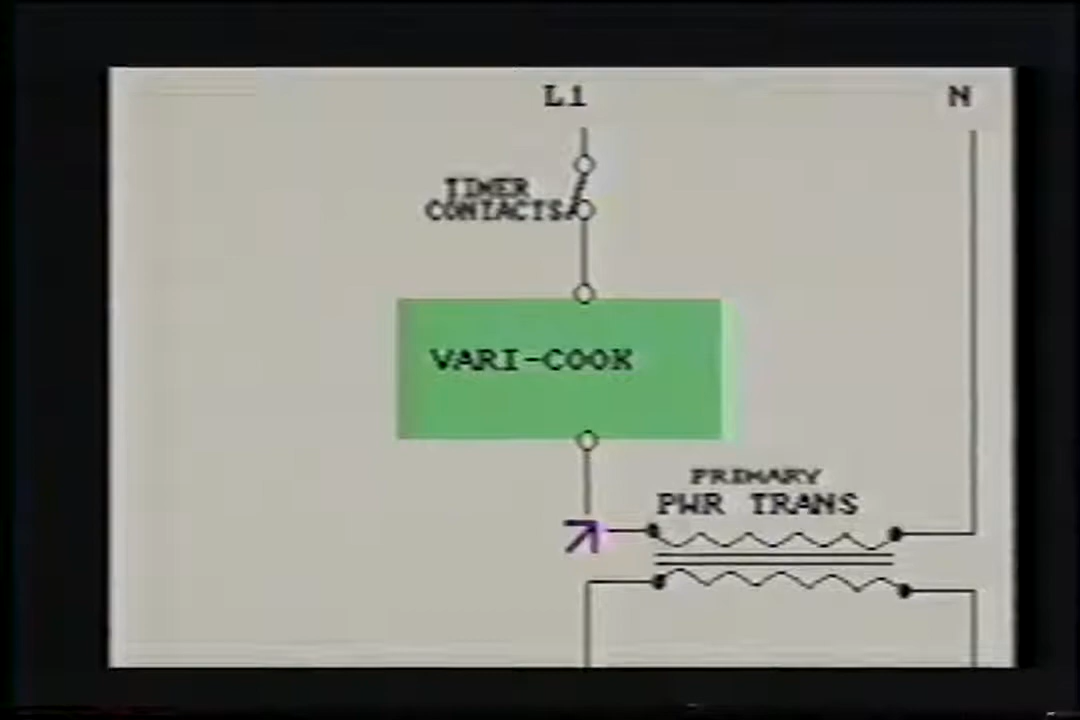 L1 N
TIMER
CONTACTS
VARI-COOK
PRIMARY
PWR TRANS